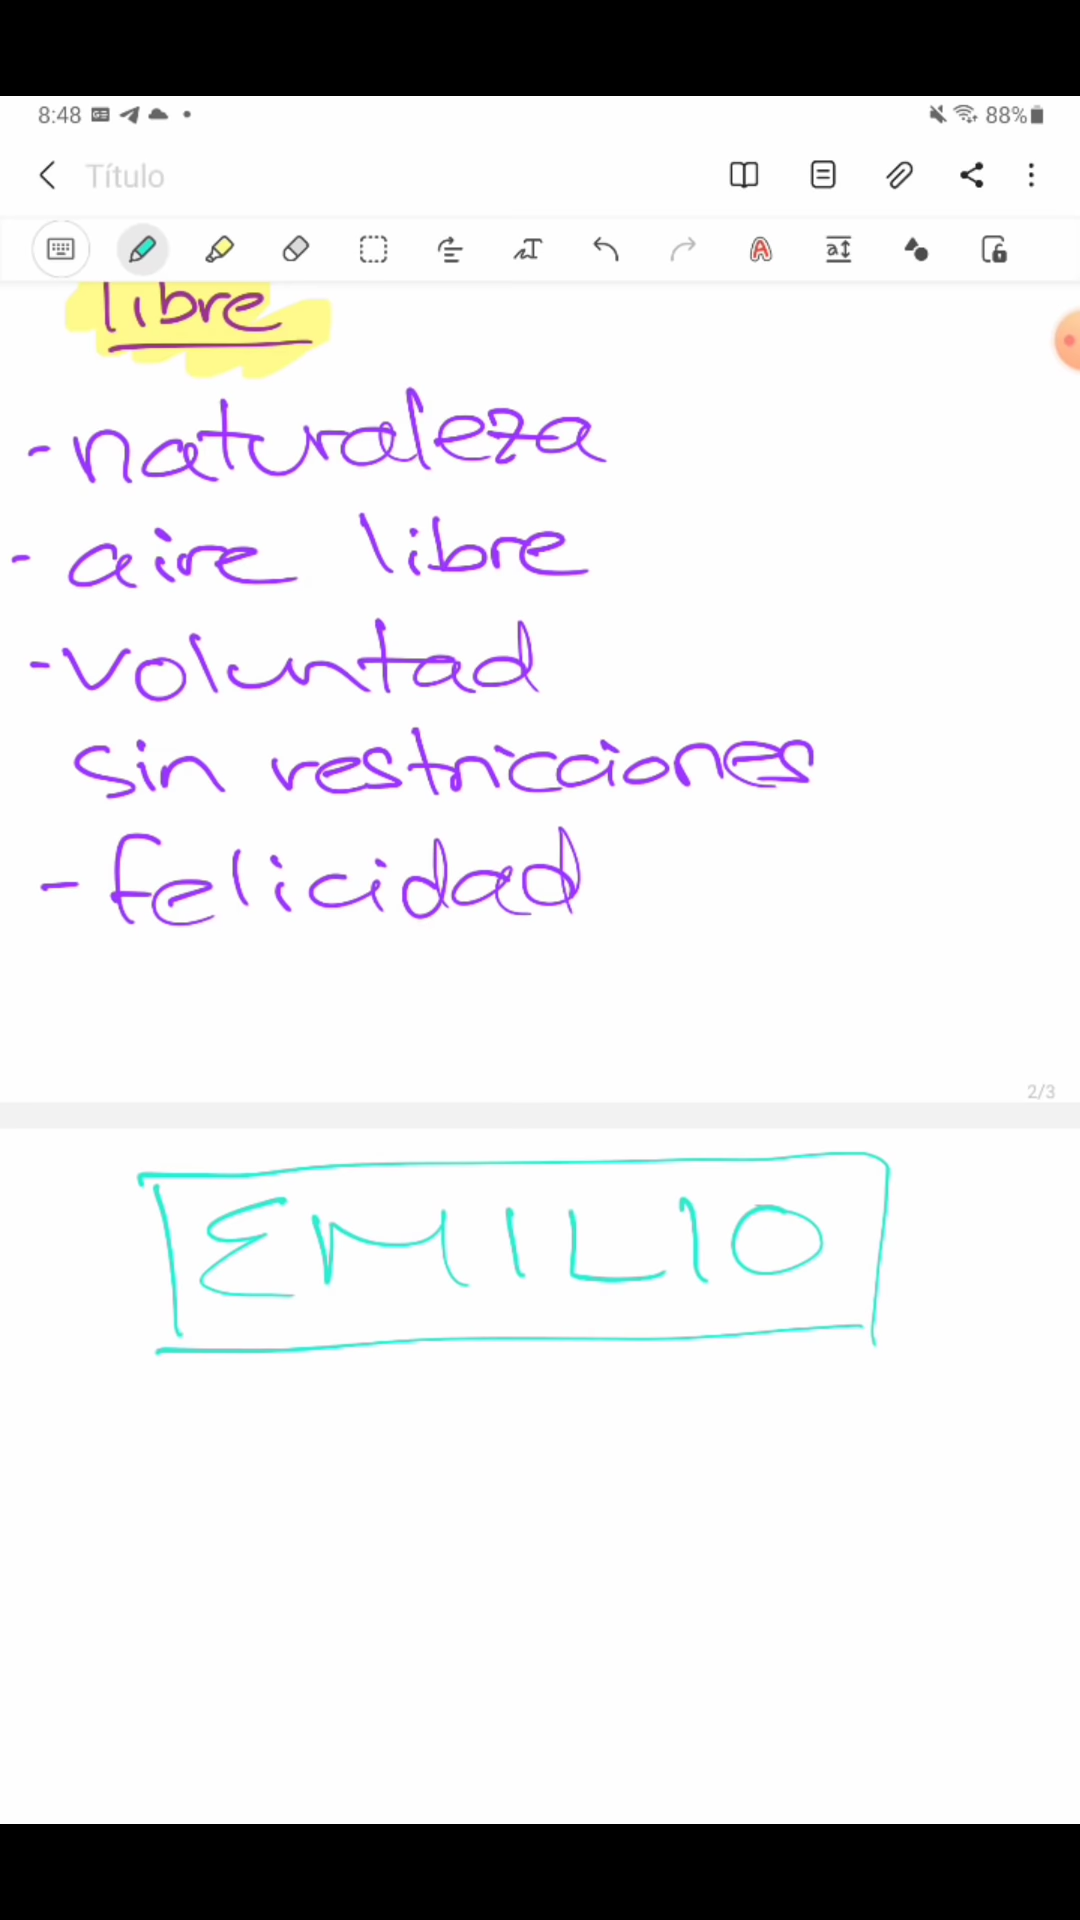 8:48 88%
Título
libre
- naturaleza
- aire libre
- voluntad
sin restricciones
- felicidad
2/3
EMILIO